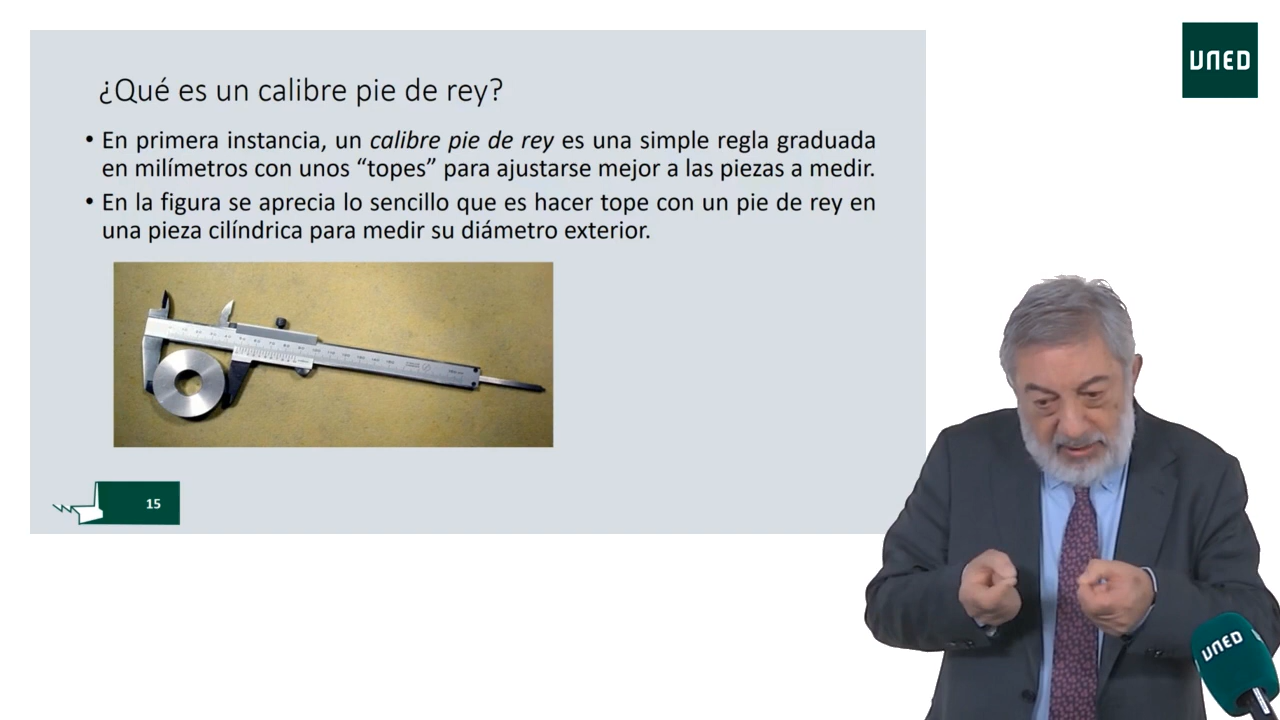 UNED
¿Qué es un calibre pie de rey?
• En primera instancia, un calibre pie de rey es una simple regla graduada
en milímetros con unos “topes” para ajustarse mejor a las piezas a medir.
• En la figura se aprecia lo sencillo que es hacer tope con un pie de rey en
una pieza cilíndrica para medir su diámetro exterior.
15
UNED